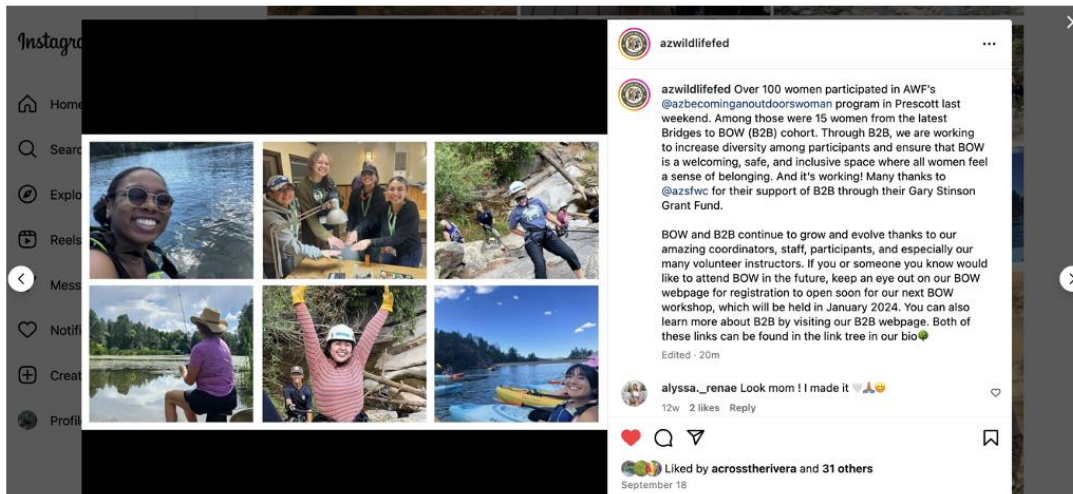 Instagra
Home
Searc
Explo
Reels
Mess
Notifi
Creat
Profil
azwildlifefed
azwildlifefed Over 100 women participated in AWF's
@azbecominganoutdoorswoman program in Prescott last
weekend. Among those were 15 women from the latest
Bridges to BOW (B2B) cohort. Through B2B, we are working
to increase diversity among participants and ensure that BOW
is a welcoming, safe, and inclusive space where all women feel
a sense of belonging. And it's working! Many thanks to
@azsfwc for their support of B2B through their Gary Stinson
Grant Fund.
BOW and B2B continue to grow and evolve thanks to our
amazing coordinators, staff, participants, and especially our
many volunteer instructors. If you or someone you know would
like to attend BOW in the future, keep an eye out on our BOW
webpage for registration to open soon for our next BOW
workshop, which will be held in January 2024. You can also
learn more about B2B by visiting our B2B webpage. Both of
these links can be found in the link tree in our bio🌳
Edited · 20m
alyssa._renae Look mom ! I made it 🤍🙏🏽😋
12w 2 likes Reply
Liked by acrosstherivera and 31 others
September 18